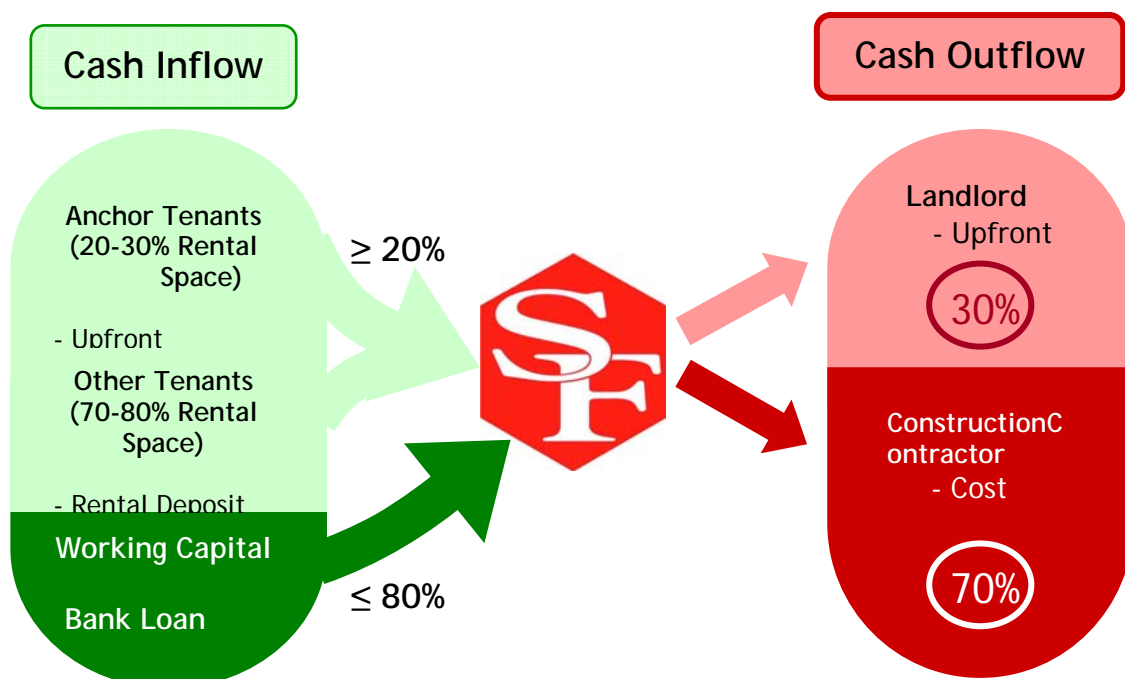 Cash Inflow
Anchor Tenants
(20-30% Rental
Space)
- Upfront
Other Tenants
(70-80% Rental
Space)
- Rental Deposit
Working Capital
Bank Loan
≥ 20%
≤ 80%
SF
Cash Outflow
Landlord
- Upfront
30%
ConstructionC
ontractor
- Cost
70%